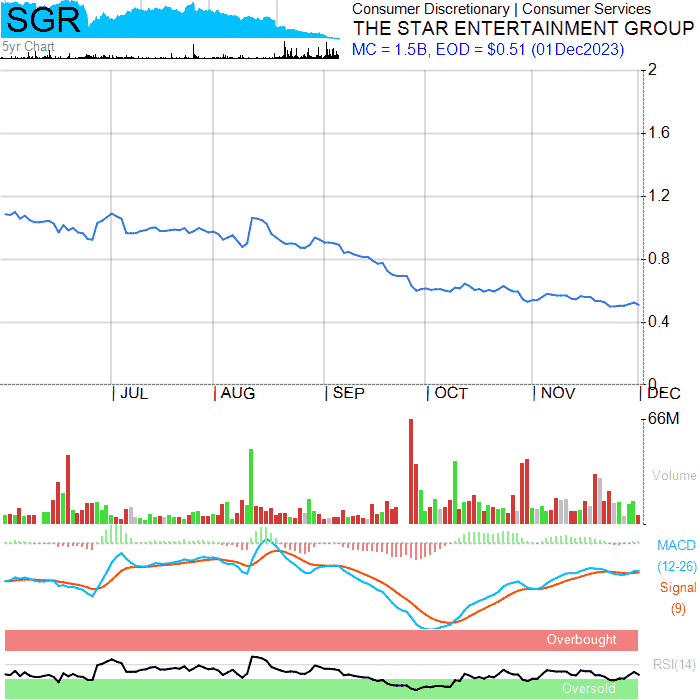 SGR
5yr Chart
Consumer Discretionary | Consumer Services
THE STAR ENTERTAINMENT GROUP
MC = 1.5B, EOD = $0.51 (01Dec2023)
2
1.6
1.2
0.8
0.4
0
| JUL | AUG | SEP | OCT | NOV | DEC
66M
Volume
MACD
(12-26)
Signal
(9)
Overbought
RSI(14)
Oversold